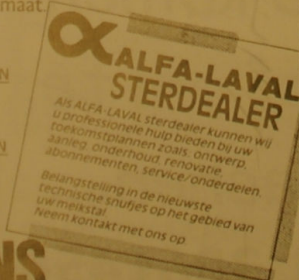 maat.
ALFA-LAVAL
STERDEALER
Als ALFA-LAVAL sterdealer kunnen wij
u professionele hulp bieden bij uw
toekomstplannen zoals, ontwerp,
aanleg, onderhoud, renovatie,
abonnementen, service/onderdelen.
Belangstelling in de nieuwste
technische snufjes op het gebied van
uw melkstal
Neem kontakt met ons op
N
N
NS